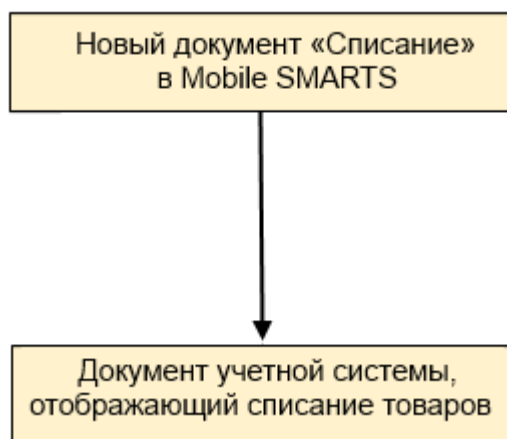 Новый документ «Списание»
в Mobile SMARTS
Документ учетной системы,
отображающий списание товаров